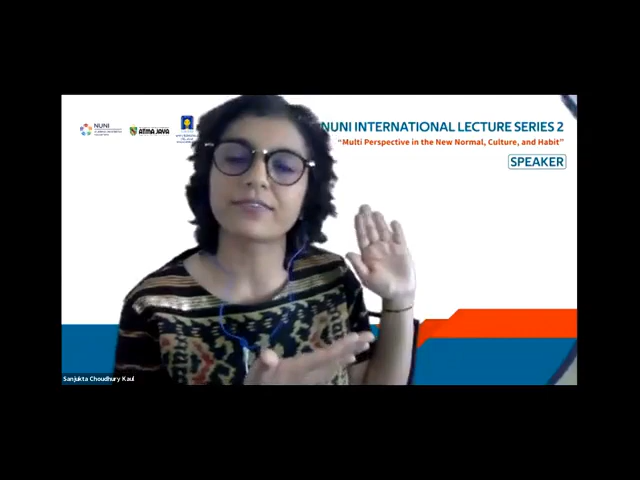 NUNI
ATMA JAYA
NUNI INTERNATIONAL LECTURE SERIES 2
"Multi Perspective in the New Normal, Culture, and Habit"
SPEAKER
Sanjukta Choudhury Kaul